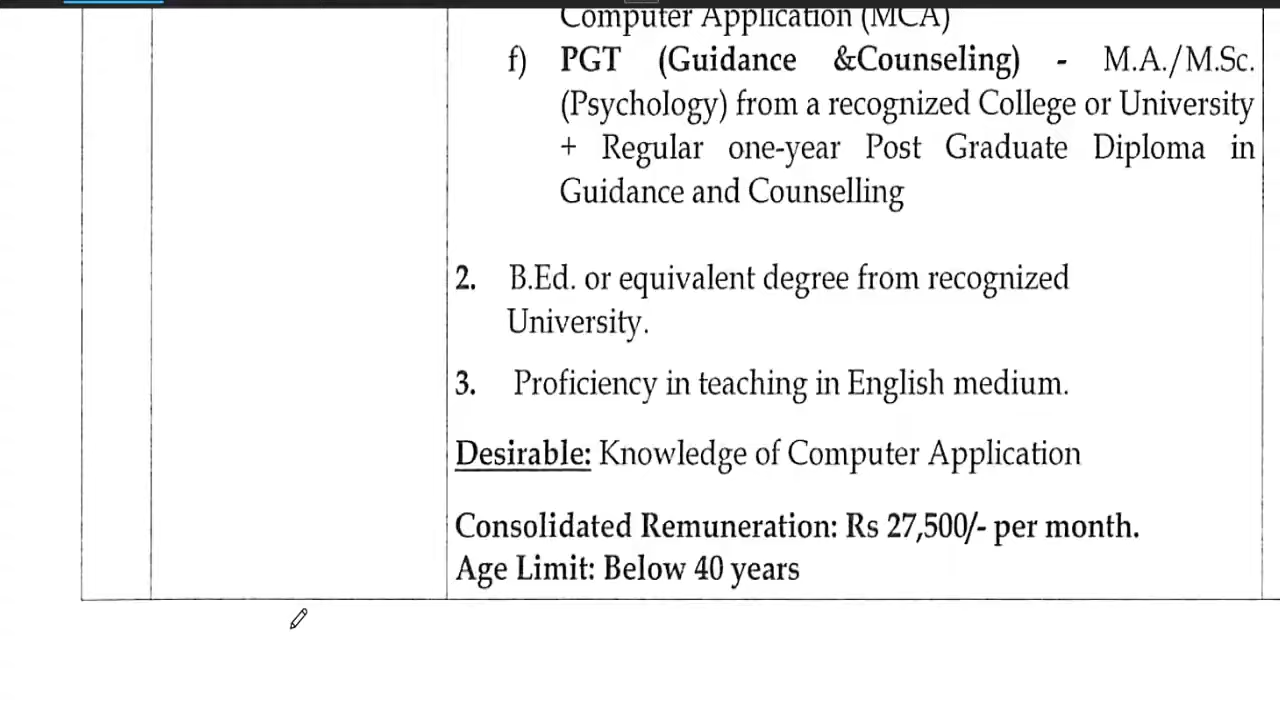 Computer Application (MCA)
f) PGT (Guidance &Counseling) - M.A./M.Sc.
(Psychology) from a recognized College or University
+ Regular one-year Post Graduate Diploma in
Guidance and Counselling
2. B.Ed. or equivalent degree from recognized
University.
3. Proficiency in teaching in English medium.
Desirable: Knowledge of Computer Application
Consolidated Remuneration: Rs 27,500/- per month.
Age Limit: Below 40 years